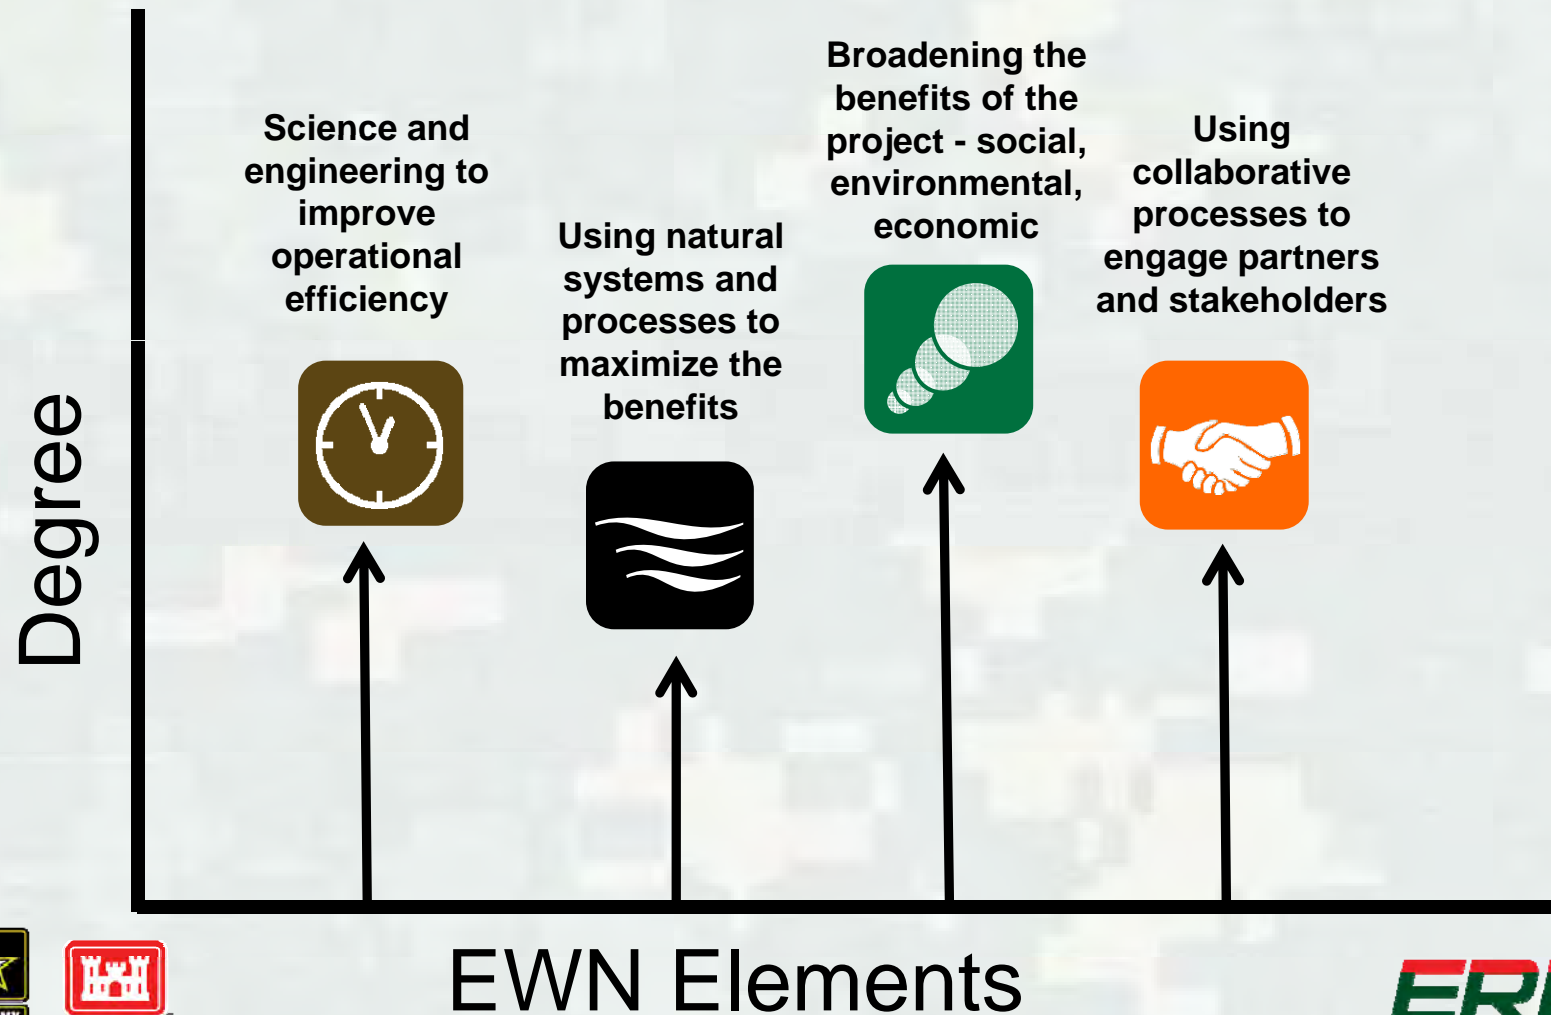 Science and
engineering to
improve
operational
efficiency
Using natural
systems and
processes to
maximize the
benefits
Broadening the
benefits of the
project - social,
environmental,
economic
Using
collaborative
processes to
engage partners
and stakeholders
Degree
EWN Elements